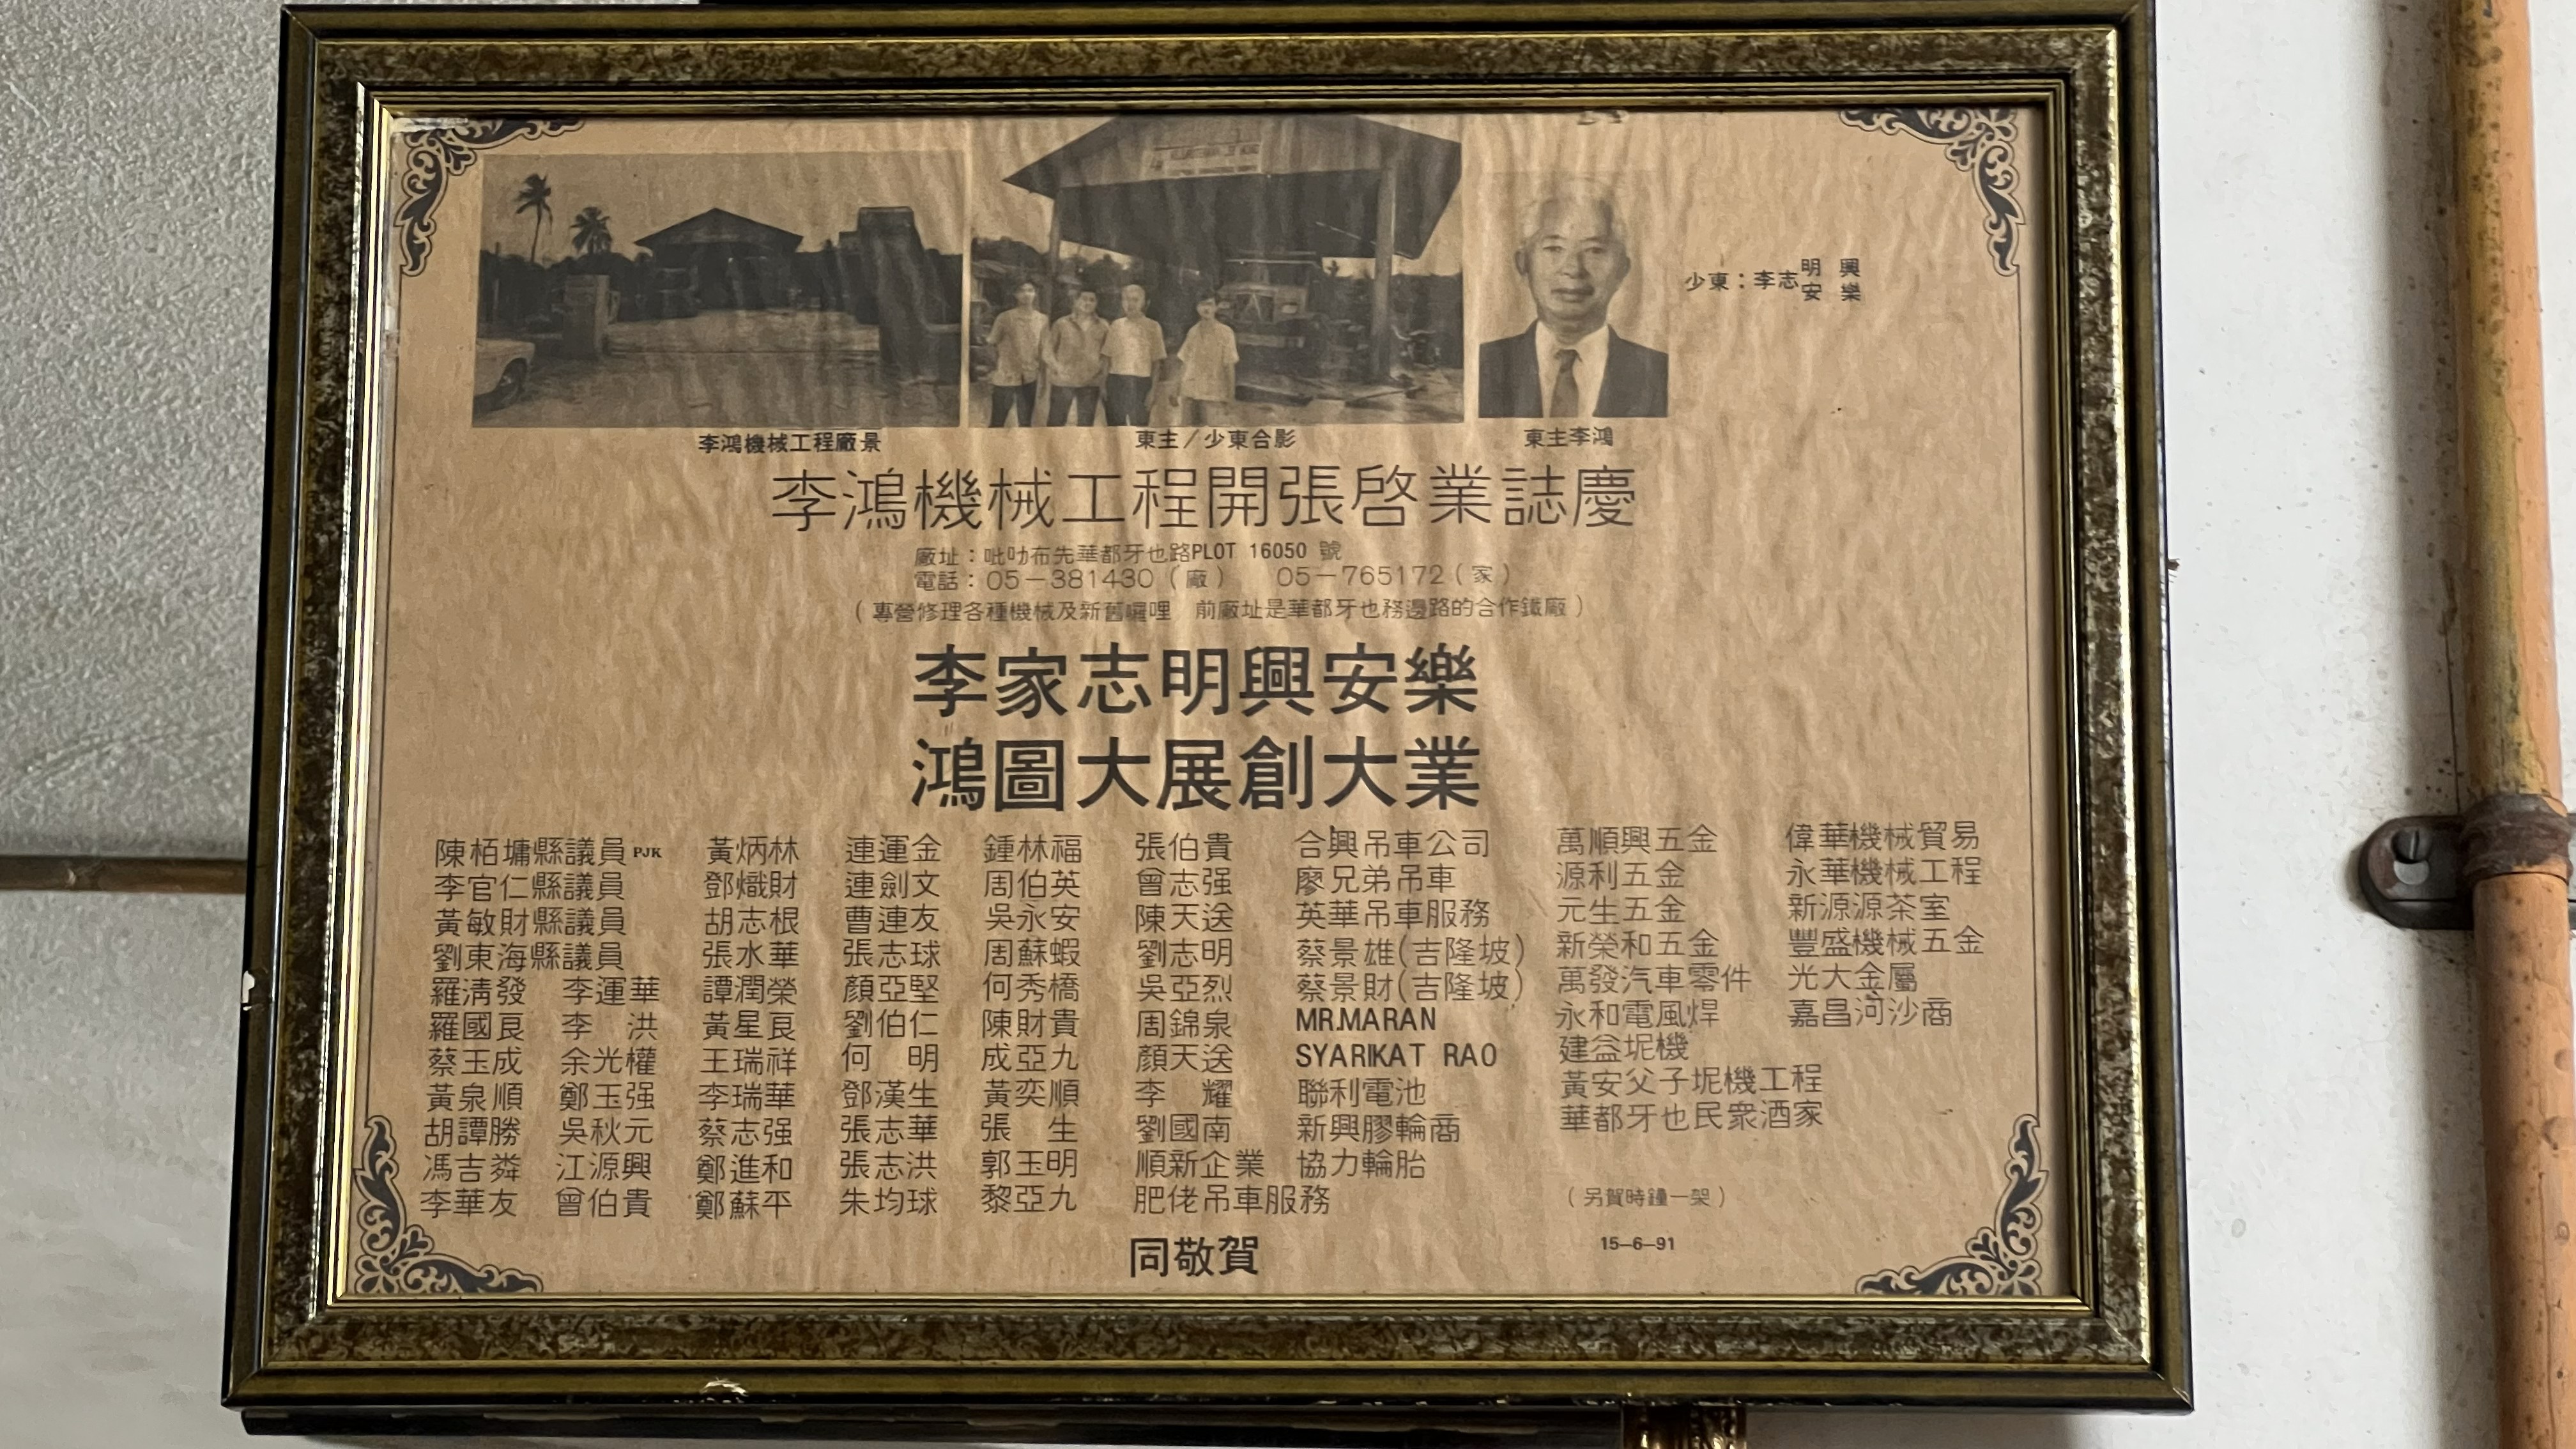 少東：李志明 興
安 樂
李鴻機械工程廠景
東主／少東合影
東主李鴻
李鴻機械工程開張啓業誌慶
廠址：吡叻布先華都牙也路PLOT 16050 號
電話：05－381430（廠） 05－765172（家）
（專營修理各種機械及新舊囉哩 前廠址是華都牙也務邊路的合作鐵廠）
李家志明興安樂
鴻圖大展創大業
陳栢墉縣議員PJK
李官仁縣議員
黃敏財縣議員
劉東海縣議員
羅清發 李運華
羅國良 李 洪
蔡玉成 余光權
黃泉順 鄭玉强
胡譚勝 吳秋元
馮吉粦 江源興
李華友 曾伯貴
黃炳林
鄧熾財
胡志根
張水華
譚潤榮
黃星良
王瑞祥
李瑞華
蔡志强
鄭進和
鄭蘇平
連運金
連劍文
曹連友
張志球
顏亞堅
劉伯仁
何 明
鄧漢生
張志華
張志洪
朱均球
鍾林福
周伯英
吳永安
周蘇蝦
何秀橋
陳財貴
成亞九
黃奕順
張 生
郭玉明
黎亞九
張伯貴
曾志强
陳天送
劉志明
吳亞烈
周錦泉
顏天送
李 耀
劉國南
順新企業
肥佬吊車服務
合興吊車公司
廖兄弟吊車
英華吊車服務
蔡景雄(吉隆坡)
蔡景財(吉隆坡)
MR.MARAN
SYARIKAT RAO
聯利電池
新興膠輪商
協力輪胎
萬順興五金
源利五金
元生五金
新榮和五金
萬發汽車零件
永和電風焊
建益坭機
黃安父子坭機工程
華都牙也民衆酒家
偉華機械貿易
永華機械工程
新源源茶室
豐盛機械五金
光大金屬
嘉昌河沙商
（另賀時鐘一架）
同敬賀
15–6–91